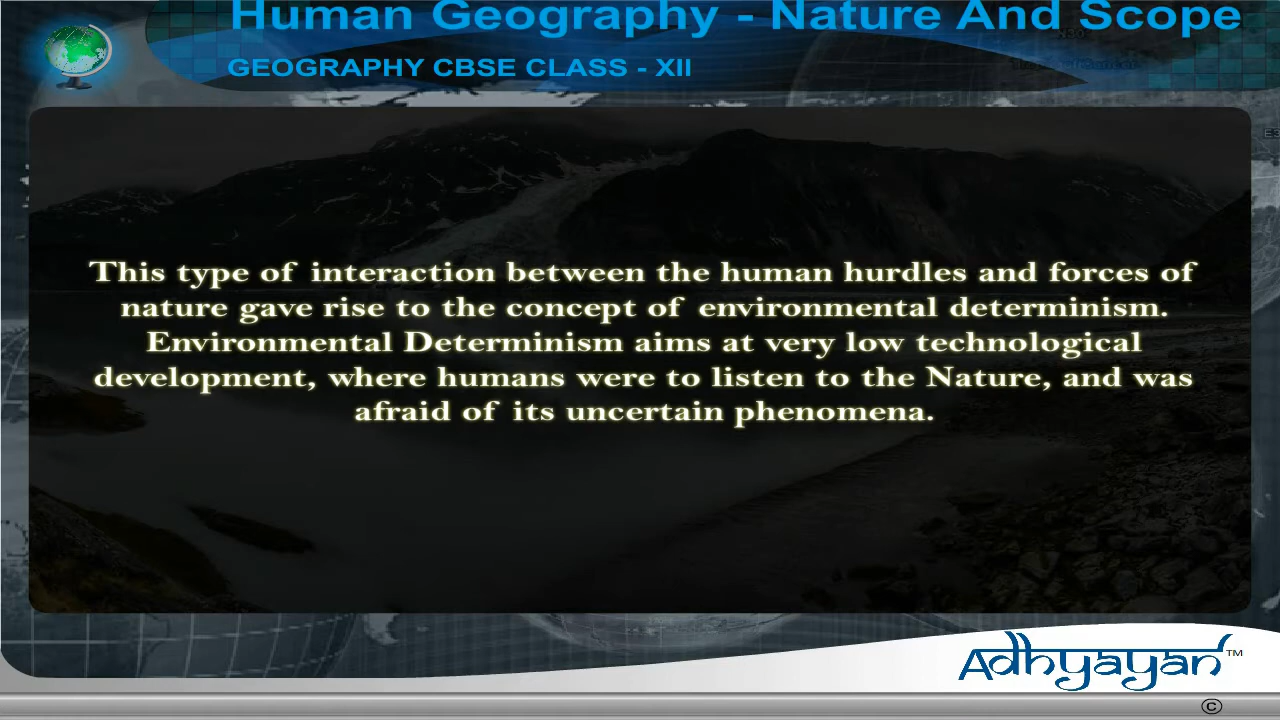 Human Geography - Nature And Scope
GEOGRAPHY CBSE CLASS - XII
This type of interaction between the human hurdles and forces of
nature gave rise to the concept of environmental determinism.
Environmental Determinism aims at very low technological
development, where humans were to listen to the Nature, and was
afraid of its uncertain phenomena.
Adhyayan™
©